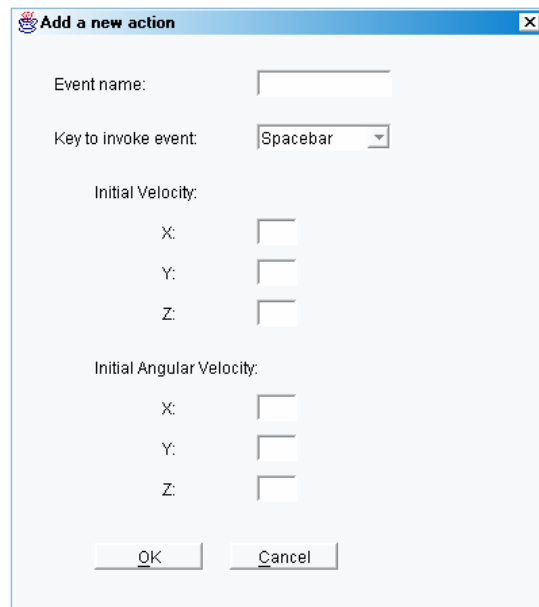 Add a new action
Event name:
Key to invoke event: Spacebar
Initial Velocity:
X:
Y:
Z:
Initial Angular Velocity:
X:
Y:
Z:
OK Cancel